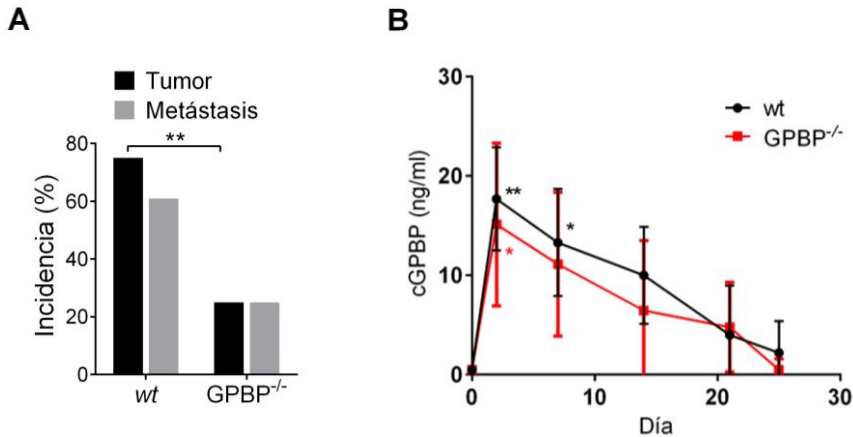 A
Tumor
Metástasis
**
Incidencia (%)
80
60
40
20
0
wt
GPBP-/-
B
wt
GPBP-/-
cGPBP (ng/ml)
30
20
10
0
**
*
*
0 10 20 30
Día